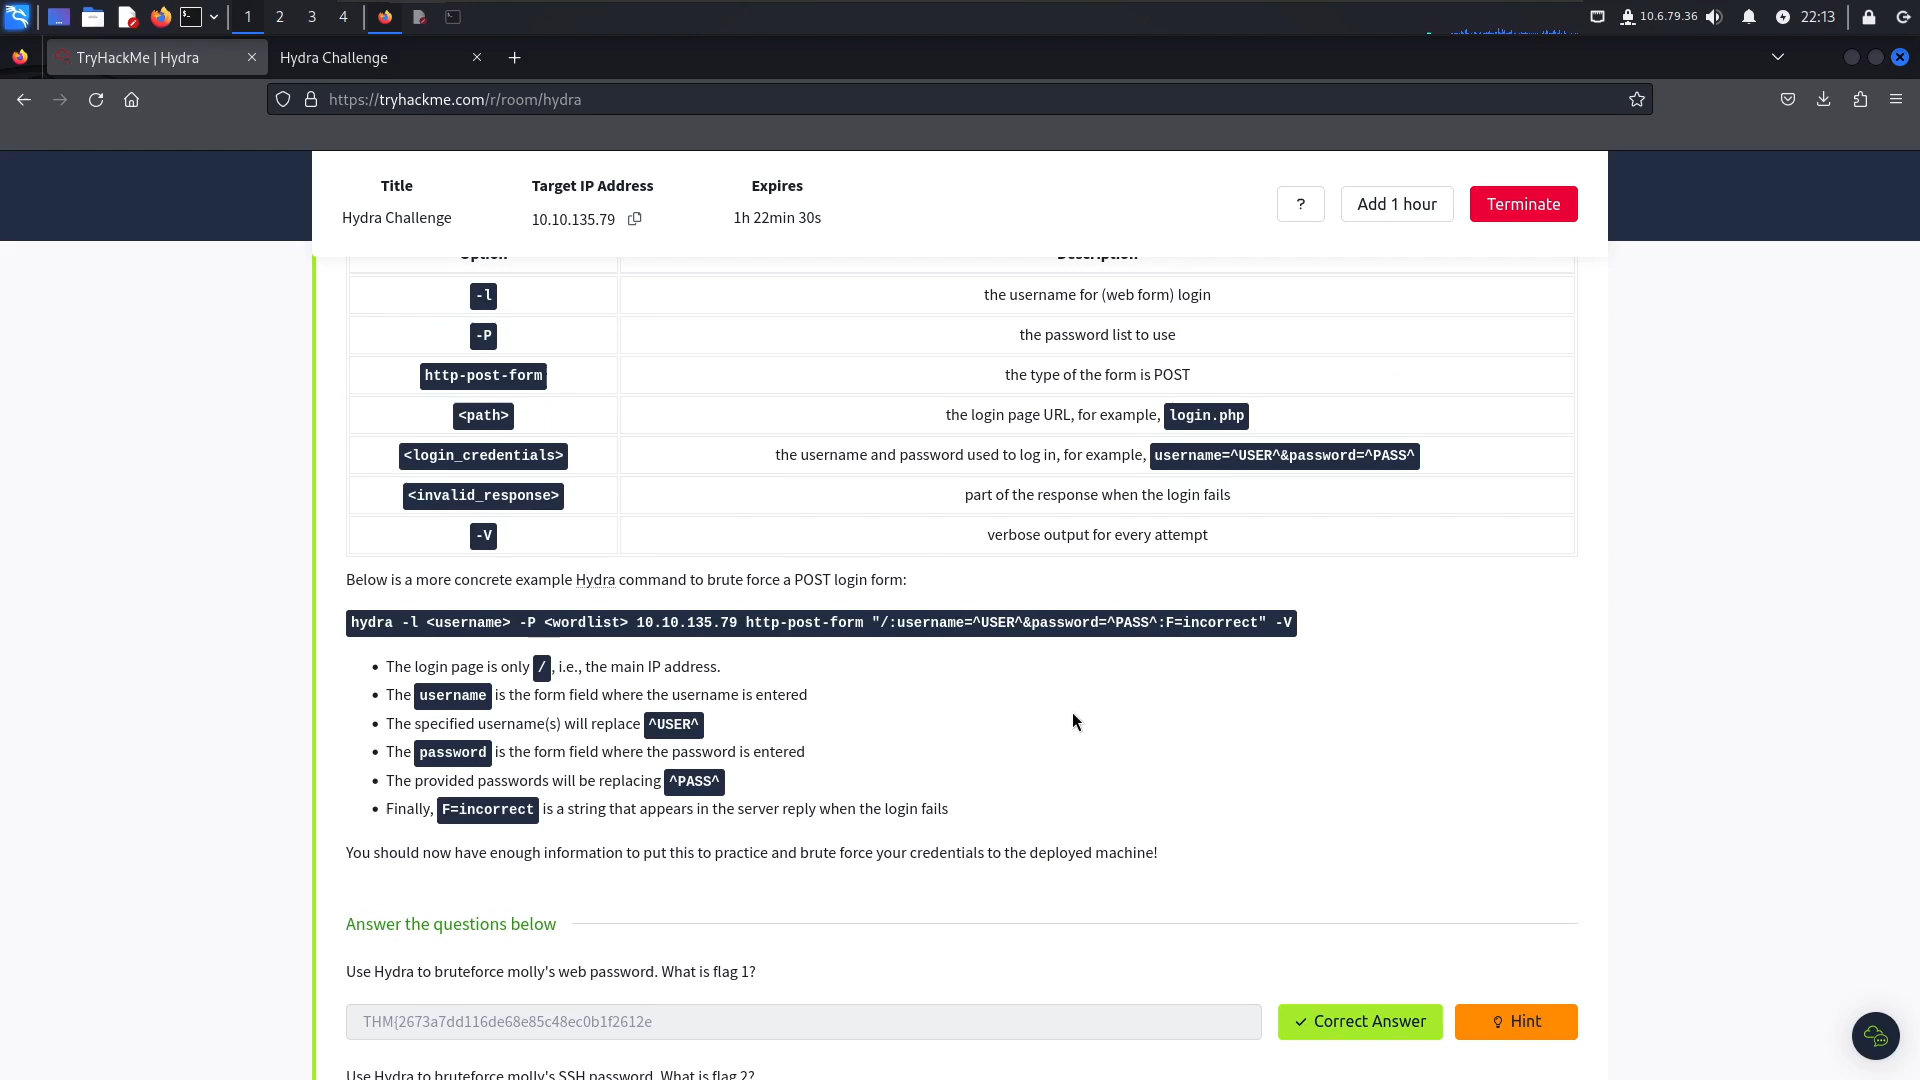 1 2 3 4 10.6.79.36 22:13
TryHackMe | Hydra Hydra Challenge
https://tryhackme.com/r/room/hydra
Title Target IP Address Expires
Hydra Challenge 10.10.135.79 1h 22min 30s ? Add 1 hour Terminate
Option Description
-l the username for (web form) login
-P the password list to use
http-post-form the type of the form is POST
<path> the login page URL, for example, login.php
<login_credentials> the username and password used to log in, for example, username=^USER^&password=^PASS^
<invalid_response> part of the response when the login fails
-V verbose output for every attempt
Below is a more concrete example Hydra command to brute force a POST login form:
hydra -l <username> -P <wordlist> 10.10.135.79 http-post-form "/:username=^USER^&password=^PASS^:F=incorrect" -V
The login page is only /, i.e., the main IP address.
The username is the form field where the username is entered
The specified username(s) will replace ^USER^
The password is the form field where the password is entered
The provided passwords will be replacing ^PASS^
Finally, F=incorrect is a string that appears in the server reply when the login fails
You should now have enough information to put this to practice and brute force your credentials to the deployed machine!
Answer the questions below
Use Hydra to bruteforce molly's web password. What is flag 1?
THM{2673a7dd116de68e85c48ec0b1f2612e Correct Answer Hint
Use Hydra to bruteforce molly's SSH password. What is flag 2?